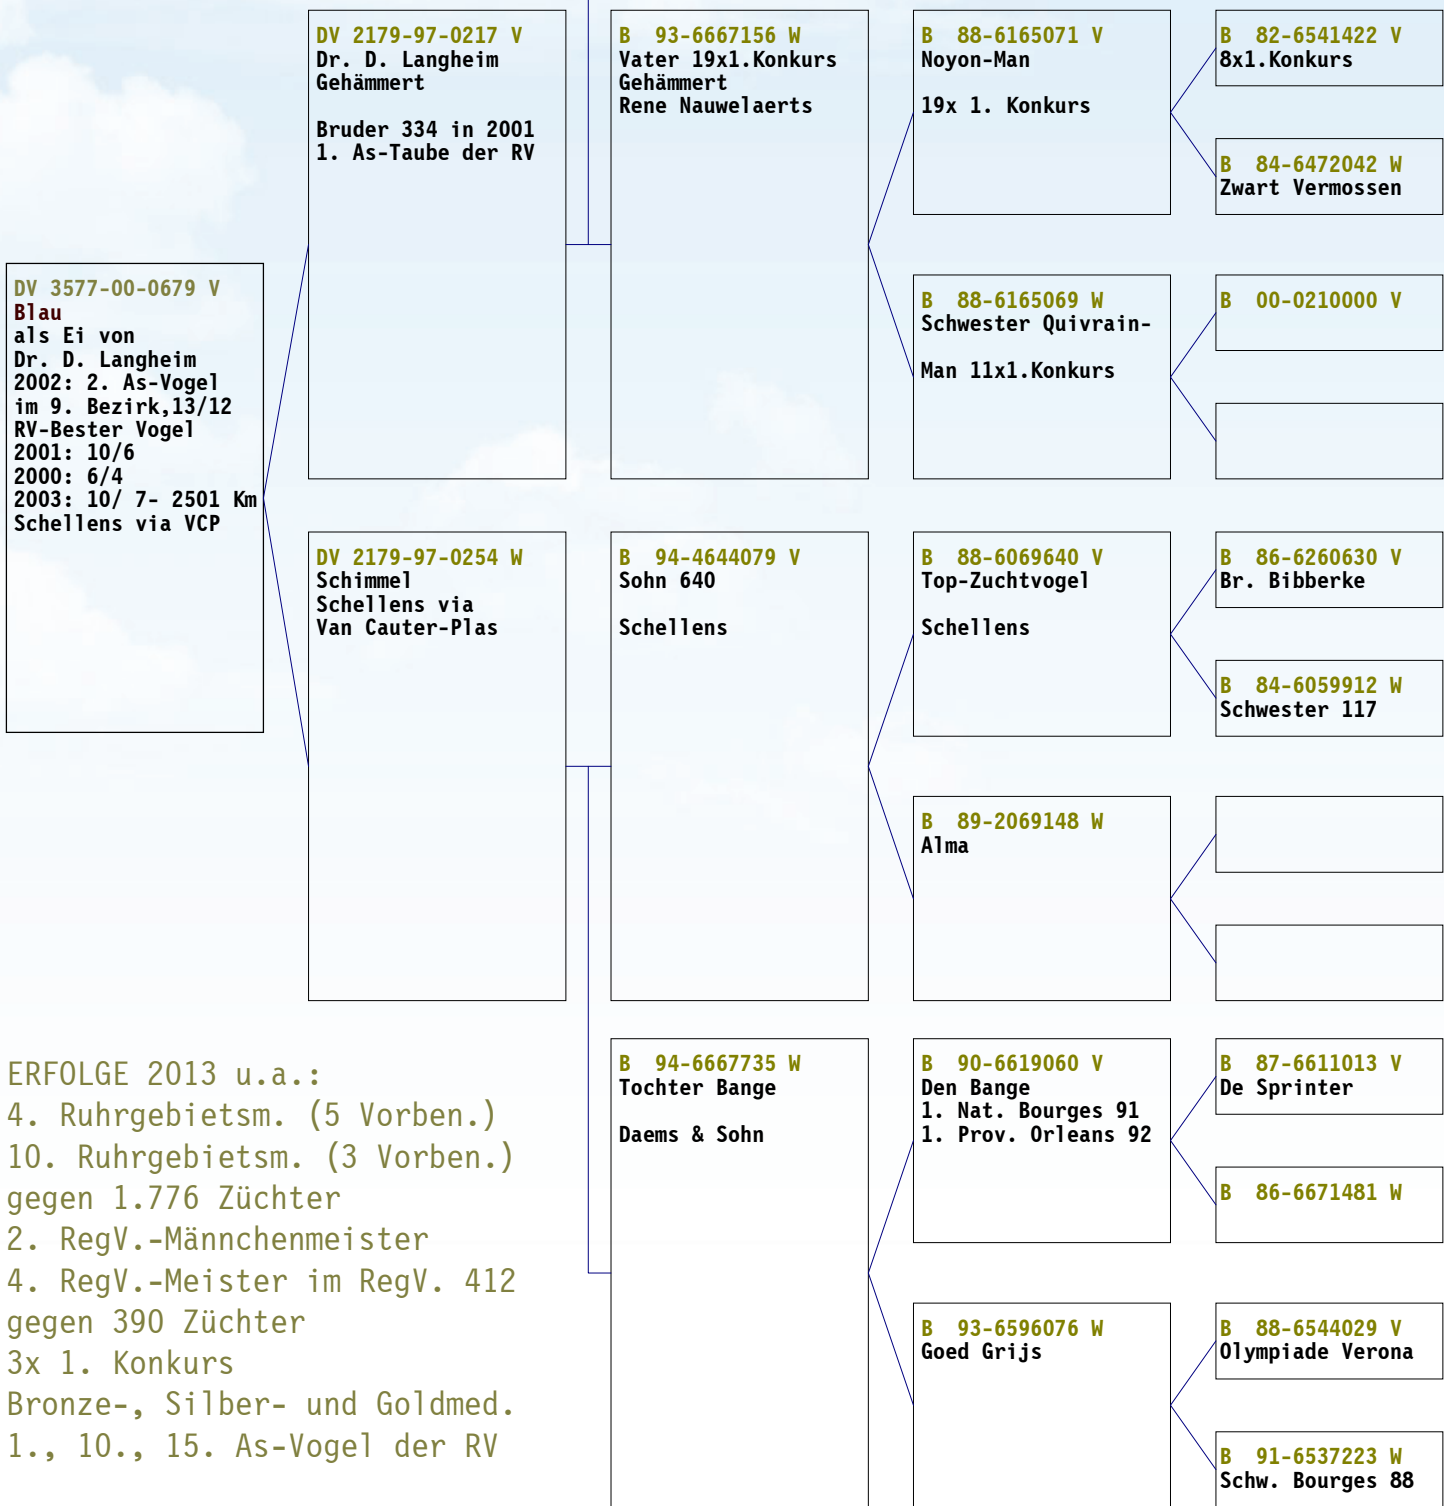 DV 3577-00-0679 V
Blau
als Ei von
Dr. D. Langheim
2002: 2. As-Vogel
im 9. Bezirk,13/12
RV-Bester Vogel
2001: 10/6
2000: 6/4
2003: 10/ 7- 2501 Km
Schellens via VCP
DV 2179-97-0217 V
Dr. D. Langheim
Gehämmert
Bruder 334 in 2001
1. As-Taube der RV
DV 2179-97-0254 W
Schimmel
Schellens via
Van Cauter-Plas
B 93-6667156 W
Vater 19x1.Konkurs
Gehämmert
Rene Nauwelaerts
B 94-4644079 V
Sohn 640
Schellens
B 94-6667735 W
Tochter Bange
Daems & Sohn
B 88-6165071 V
Noyon-Man
19x 1. Konkurs
B 88-6165069 W
Schwester Quivrain-
Man 11x1.Konkurs
B 88-6069640 V
Top-Zuchtvogel
Schellens
B 89-2069148 W
Alma
B 90-6619060 V
Den Bange
1. Nat. Bourges 91
1. Prov. Orleans 92
B 93-6596076 W
Goed Grijs
B 82-6541422 V
8x1.Konkurs
B 84-6472042 W
Zwart Vermossen
B 00-0210000 V
B 86-6260630 V
Br. Bibberke
B 84-6059912 W
Schwester 117
B 87-6611013 V
De Sprinter
B 86-6671481 W
B 88-6544029 V
Olympiade Verona
B 91-6537223 W
Schw. Bourges 88
ERFOLGE 2013 u.a.:
4. Ruhrgebietsm. (5 Vorben.)
10. Ruhrgebietsm. (3 Vorben.)
gegen 1.776 Züchter
2. RegV.-Männchenmeister
4. RegV.-Meister im RegV. 412
gegen 390 Züchter
3x 1. Konkurs
Bronze-, Silber- und Goldmed.
1., 10., 15. As-Vogel der RV